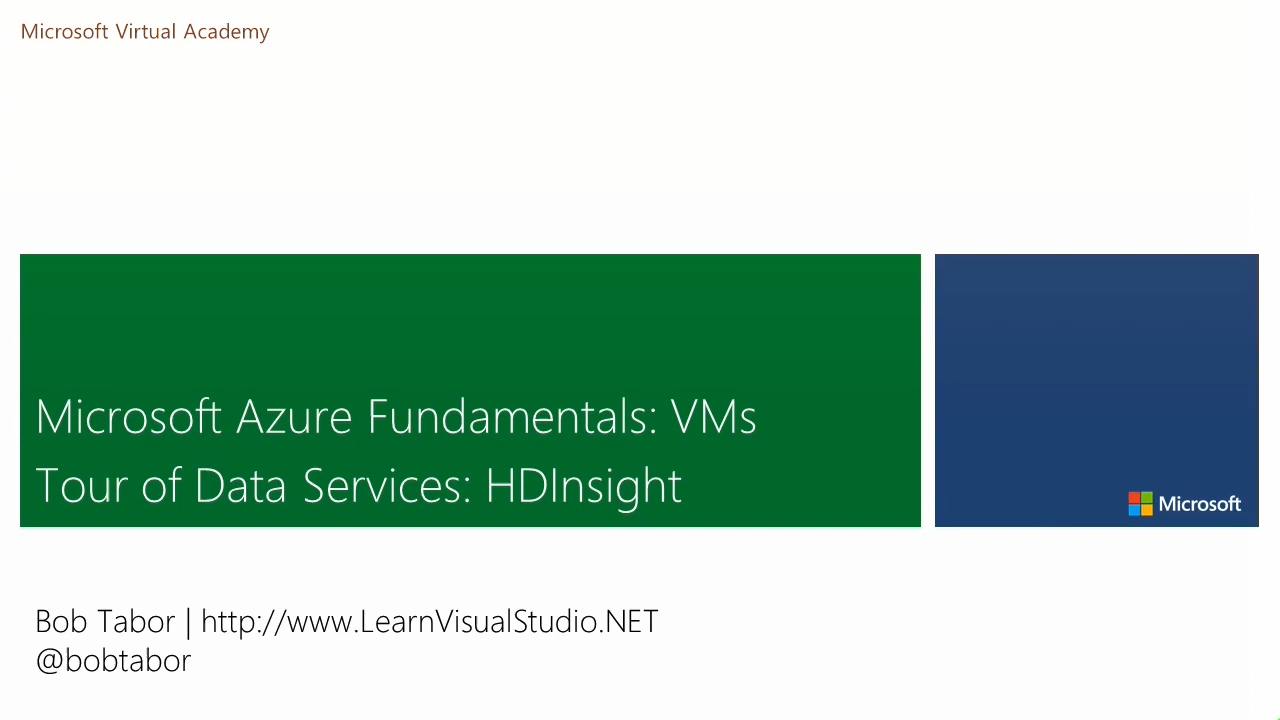 Microsoft Virtual Academy
Microsoft Azure Fundamentals: VMs
Tour of Data Services: HDInsight
Microsoft
Bob Tabor | http://www.LearnVisualStudio.NET
@bobtabor